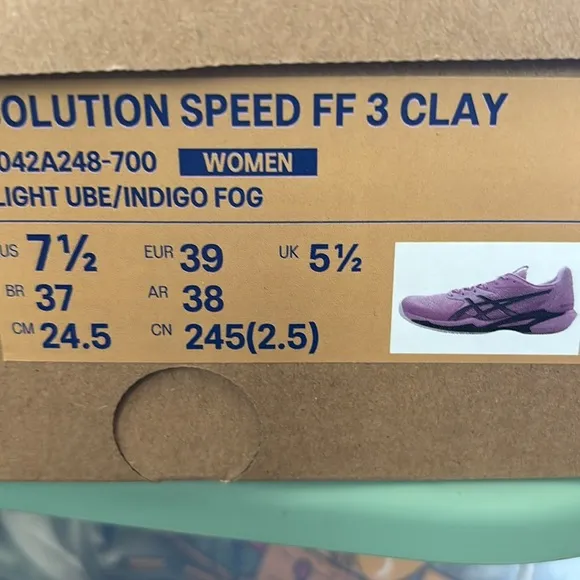 SOLUTION SPEED FF 3 CLAY
042A248-700 WOMEN
LIGHT UBE/INDIGO FOG
US 7½ EUR 39 UK 5½
BR 37 AR 38
CM 24.5 CN 245(2.5)